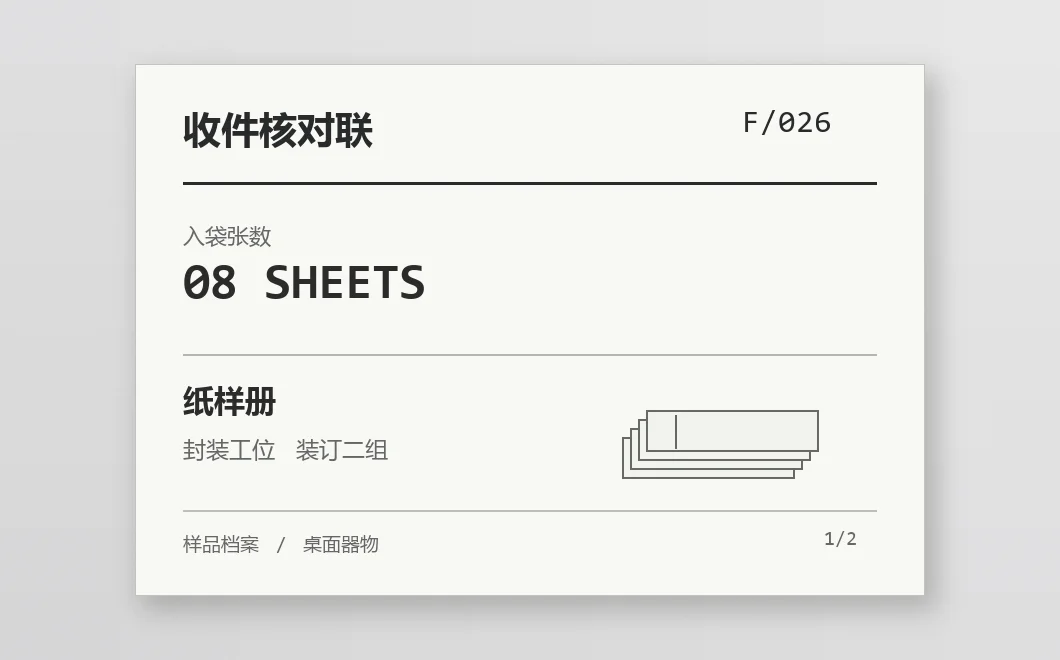 收件核对联 F/026
入袋张数
08 SHEETS
纸样册
封装工位 装订二组
样品档案 / 桌面器物 1/2